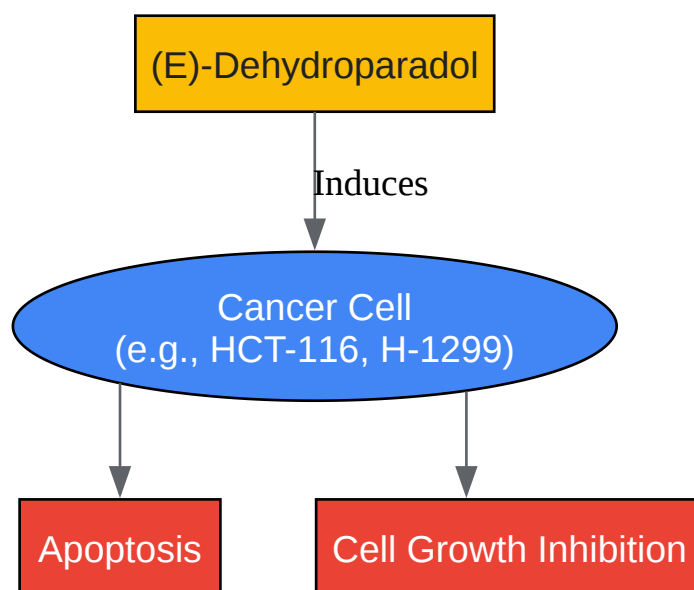 (E)-Dehydroparadol
Induces
Cancer Cell
(e.g., HCT-116, H-1299)
Apoptosis
Cell Growth Inhibition